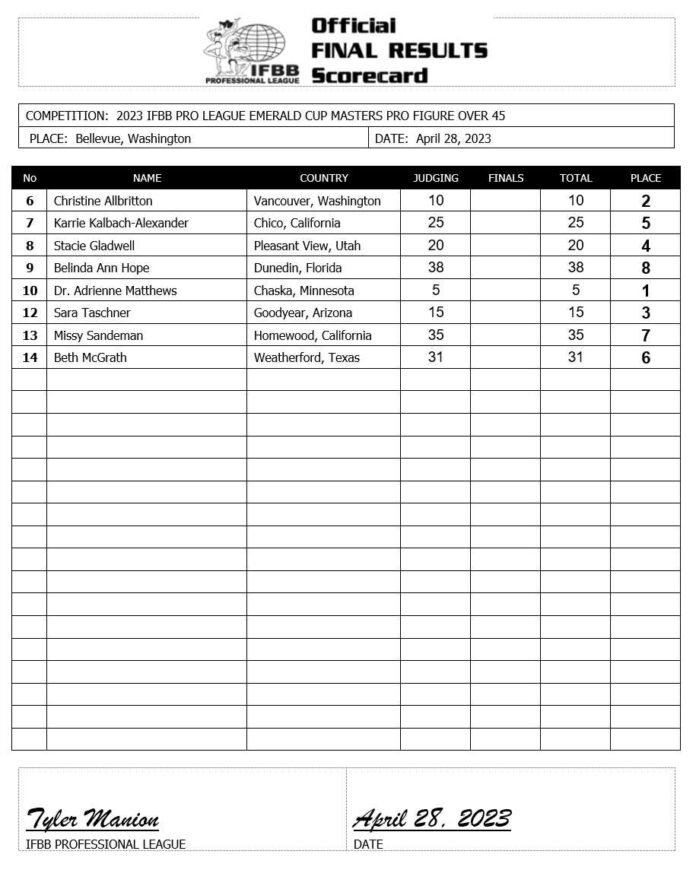 Official
FINAL RESULTS
Scorecard
IFBB
PROFESSIONAL LEAGUE
COMPETITION: 2023 IFBB PRO LEAGUE EMERALD CUP MASTERS PRO FIGURE OVER 45
PLACE: Bellevue, Washington DATE: April 28, 2023
No NAME COUNTRY JUDGING FINALS TOTAL PLACE
6 Christine Allbritton Vancouver, Washington 10 10 2
7 Karrie Kalbach-Alexander Chico, California 25 25 5
8 Stacie Gladwell Pleasant View, Utah 20 20 4
9 Belinda Ann Hope Dunedin, Florida 38 38 8
10 Dr. Adrienne Matthews Chaska, Minnesota 5 5 1
12 Sara Taschner Goodyear, Arizona 15 15 3
13 Missy Sandeman Homewood, California 35 35 7
14 Beth McGrath Weatherford, Texas 31 31 6
Tyler Manion April 28, 2023
IFBB PROFESSIONAL LEAGUE DATE